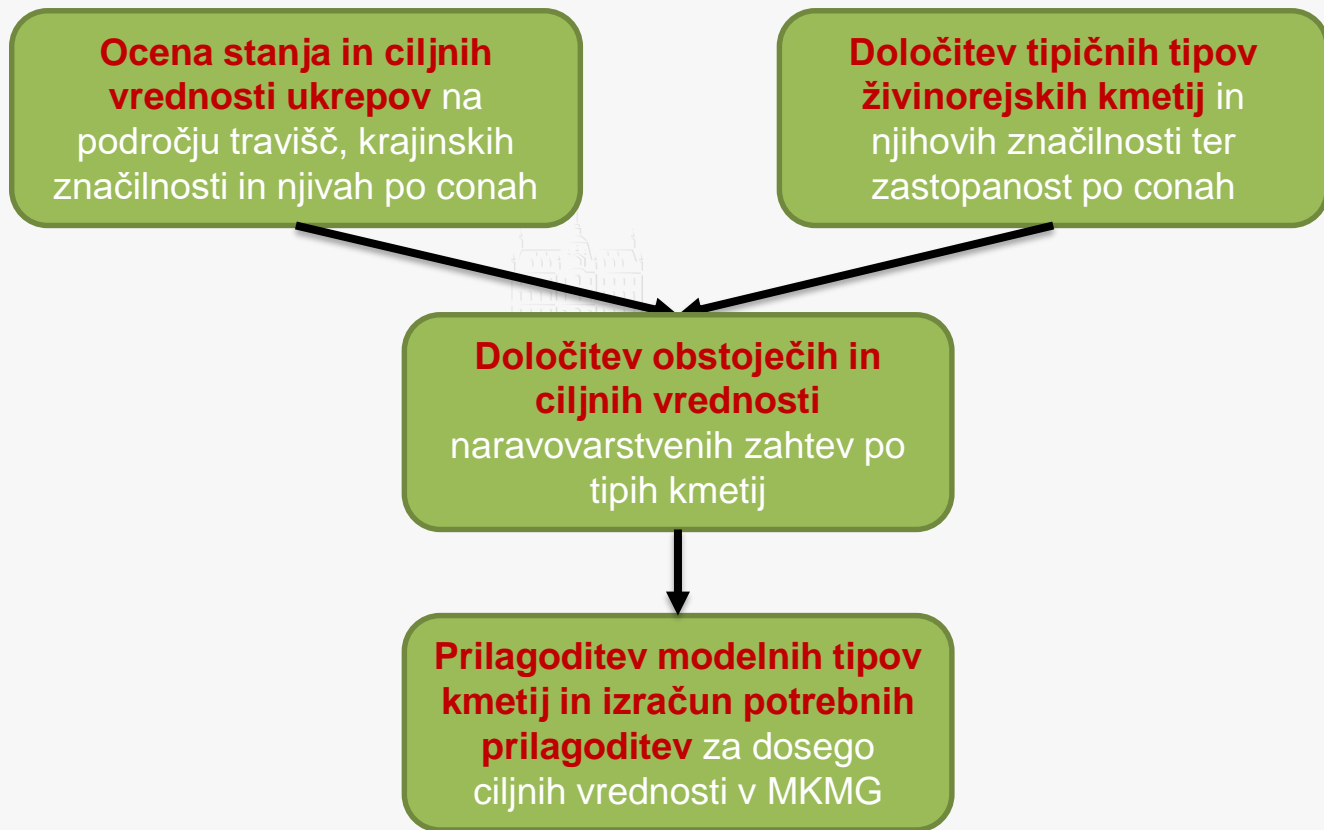 Ocena stanja in ciljnih
vrednosti ukrepov na
področju travišč, krajinskih
značilnosti in njivah po conah
Določitev tipičnih tipov
živinorejskih kmetij in
njihovih značilnosti ter
zastopanost po conah
Določitev obstoječih in
ciljnih vrednosti
naravovarstvenih zahtev po
tipih kmetij
Prilagoditev modelnih tipov
kmetij in izračun potrebnih
prilagoditev za dosego
ciljnih vrednosti v MKMG